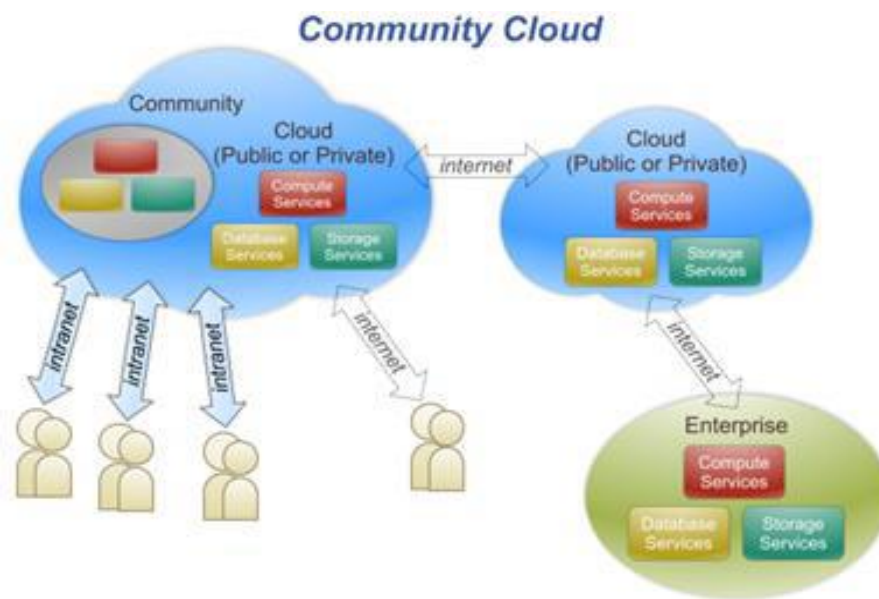 Community Cloud
Community
Cloud
(Public or Private)
Compute
Services
Database
Services
Storage
Services
internet
Cloud
(Public or Private)
Compute
Services
Database
Services
Storage
Services
intranet
intranet
intranet
internet
internet
Enterprise
Compute
Services
Database
Services
Storage
Services